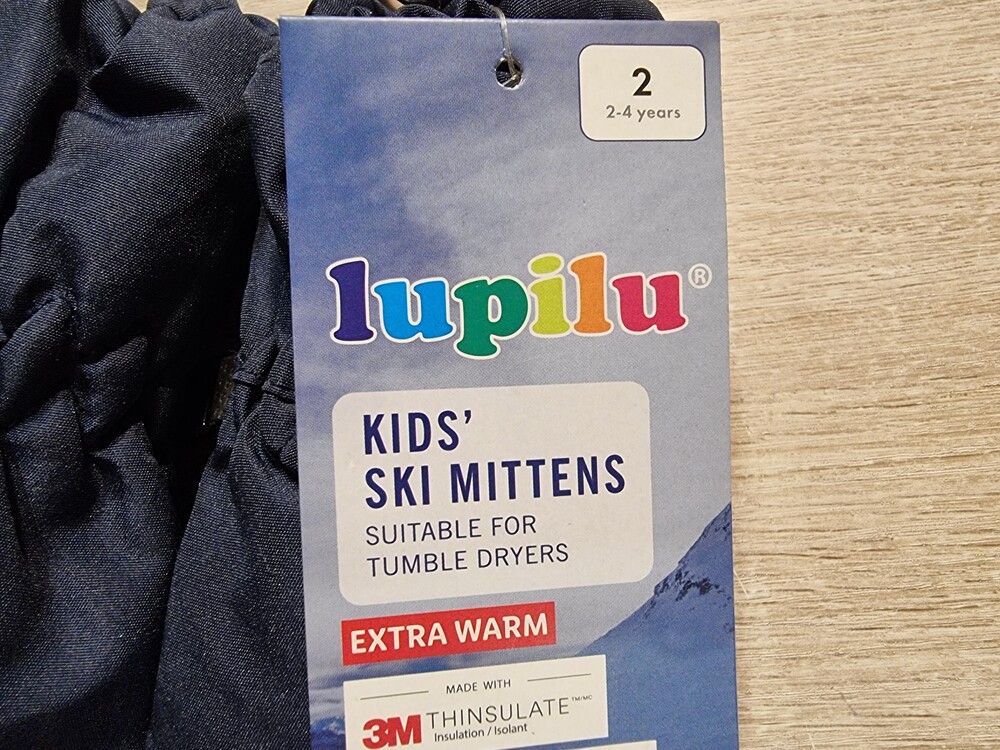 2
2-4 years
lupilu®
KIDS’
SKI MITTENS
SUITABLE FOR
TUMBLE DRYERS
EXTRA WARM
MADE WITH
3M THINSULATE™/MC
Insulation / Isolant